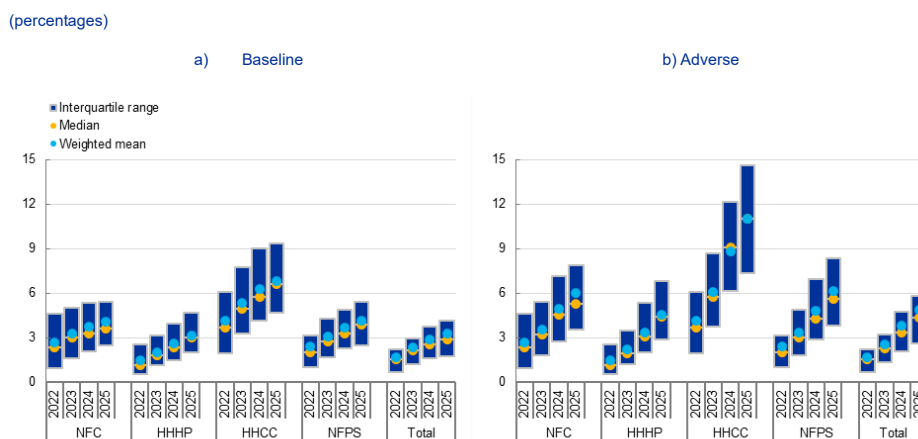 (percentages)
a) Baseline
b) Adverse
Interquartile range
Median
Weighted mean
15
12
9
6
3
0
2022 2023 2024 2025 2022 2023 2024 2025 2022 2023 2024 2025 2022 2023 2024 2025 2022 2023 2024 2025
NFC HHHP HHCC NFPS Total
15
12
9
6
3
0
2022 2023 2024 2025 2022 2023 2024 2025 2022 2023 2024 2025 2022 2023 2024 2025 2022 2023 2024 2025
NFC HHHP HHCC NFPS Total